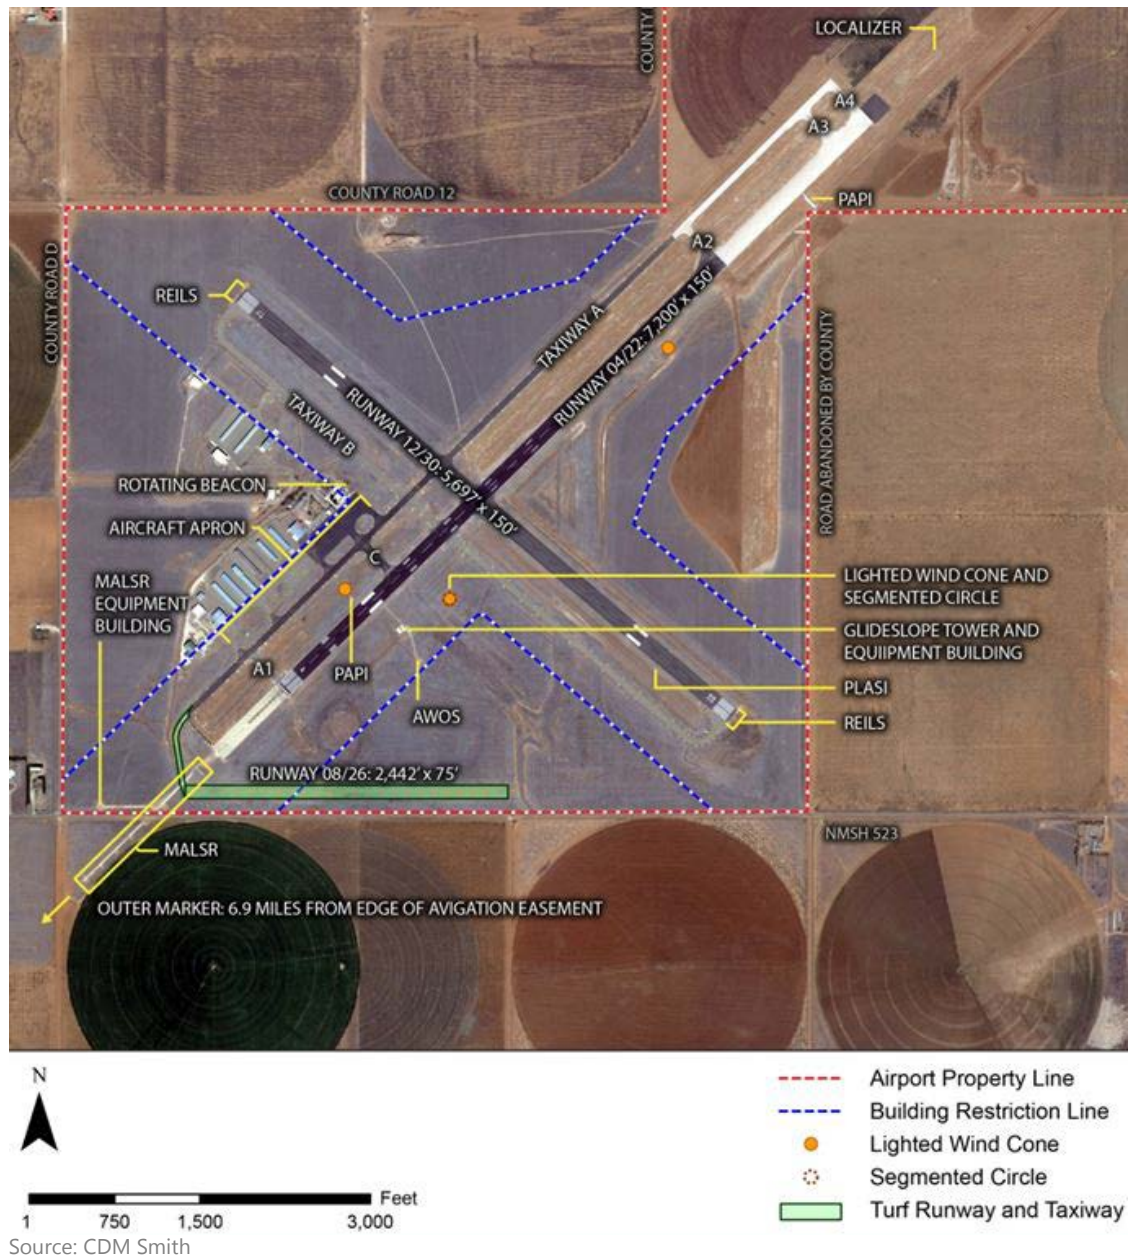 LOCALIZER
COUNTY
A4
A3
COUNTY ROAD 12
PAPI
A2
COUNTY ROAD D
REILS
TAXIWAY A
RUNWAY 04/22: 7,200' x 150'
ROAD ABANDONED BY COUNTY
RUNWAY 12/30: 5,697' x 150'
TAXIWAY B
ROTATING BEACON
AIRCRAFT APRON
C
MALSR
EQUIPMENT
BUILDING
LIGHTED WIND CONE AND
SEGMENTED CIRCLE
GLIDESLOPE TOWER AND
EQUIIPMENT BUILDING
A1
PAPI
PLASI
AWOS
REILS
RUNWAY 08/26: 2,442' x 75'
NMSH 523
MALSR
OUTER MARKER: 6.9 MILES FROM EDGE OF AVIGATION EASEMENT
N
Airport Property Line
Building Restriction Line
Lighted Wind Cone
Segmented Circle
Turf Runway and Taxiway
Feet
1 750 1,500 3,000
Source: CDM Smith